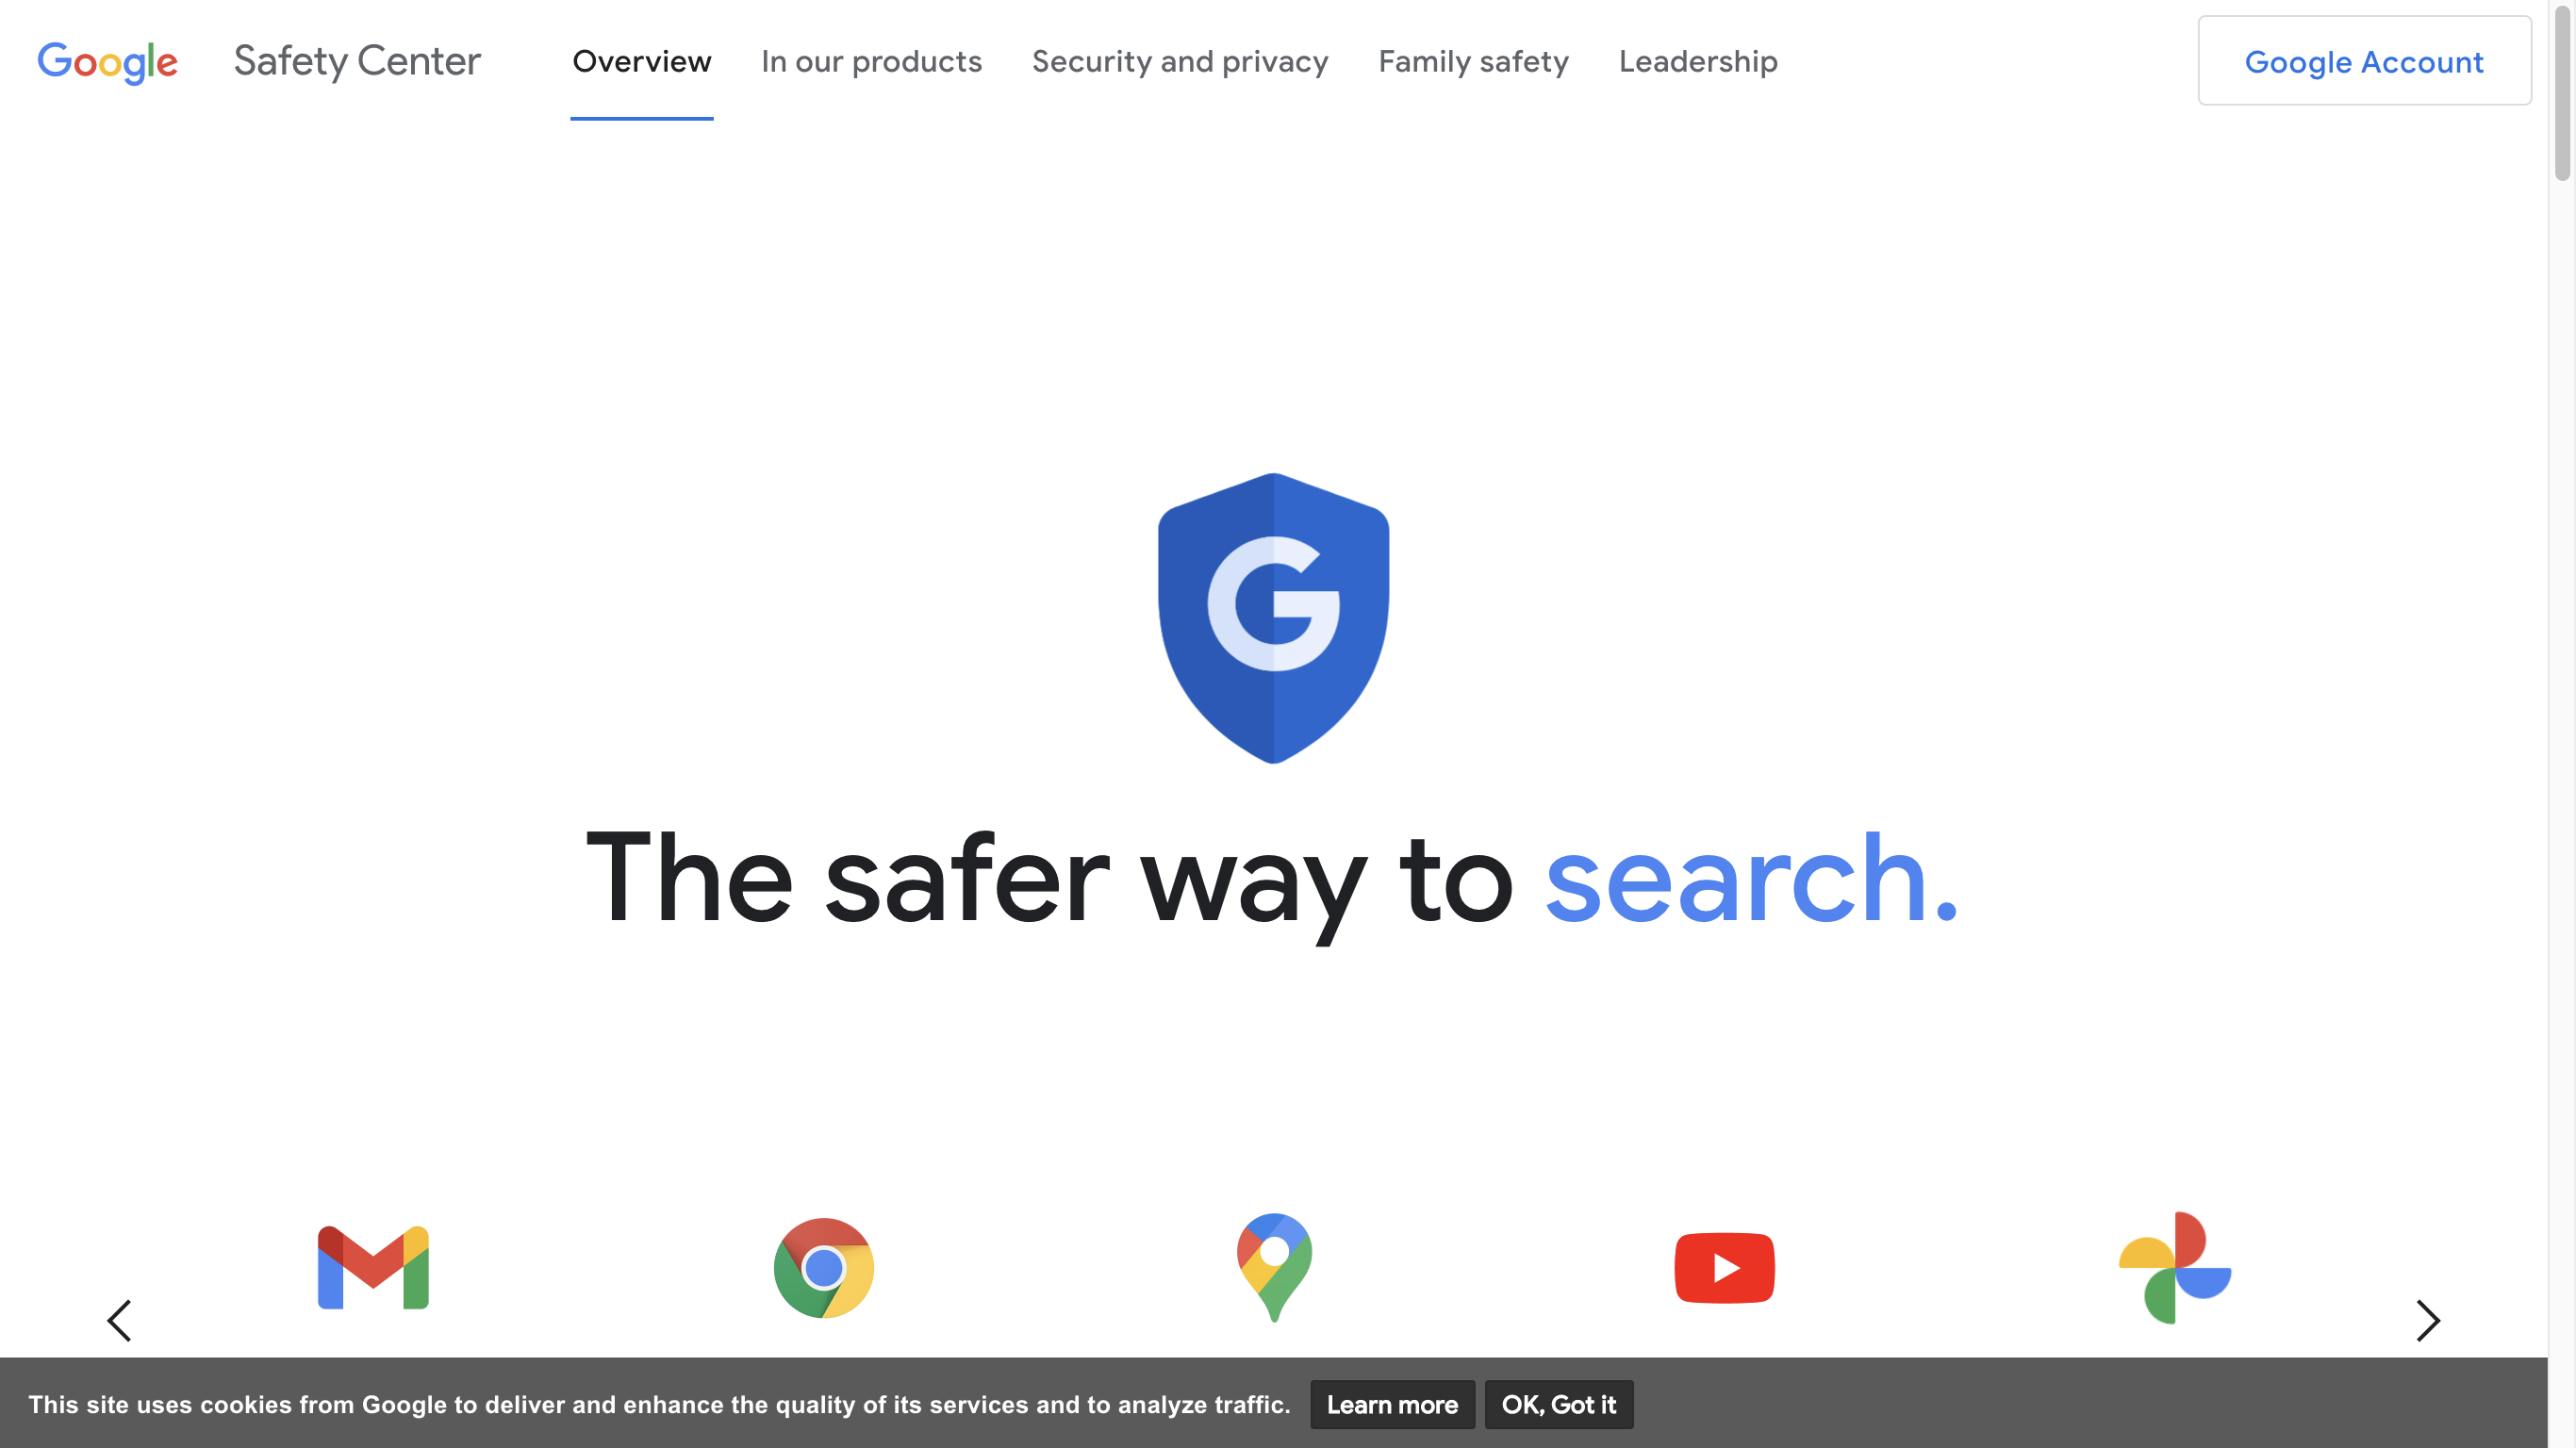 Google Safety Center Overview In our products Security and privacy Family safety Leadership Google Account
G
The safer way to search.
This site uses cookies from Google to deliver and enhance the quality of its services and to analyze traffic. Learn more OK, Got it